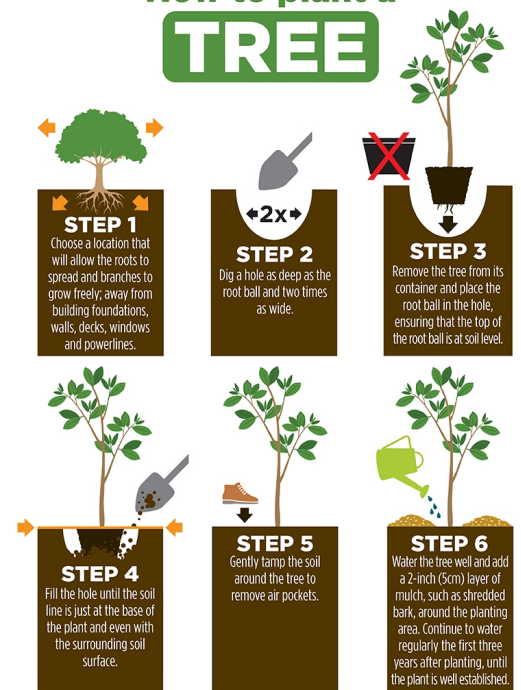 How to plant a
TREE
STEP 1
Choose a location that
will allow the roots to
spread and branches to
grow freely; away from
building foundations,
walls, decks, windows
and powerlines.
2x
STEP 2
Dig a hole as deep as the
root ball and two times
as wide.
STEP 3
Remove the tree from its
container and place the
root ball in the hole,
ensuring that the top of
the root ball is at soil level.
STEP 4
Fill the hole until the soil
line is just at the base of
the plant and even with
the surrounding soil
surface.
STEP 5
Gently tamp the soil
around the tree to
remove air pockets.
STEP 6
Water the tree well and add
a 2-inch (5cm) layer of
mulch, such as shredded
bark, around the planting
area. Continue to water
regularly the first three
years after planting, until
the plant is well established.